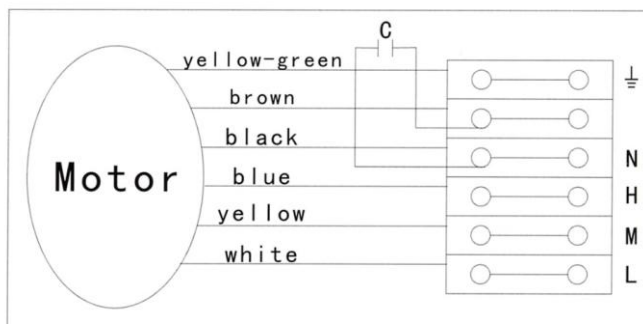 C
yellow-green
brown
black
N
Motor
blue
H
yellow
M
white
L